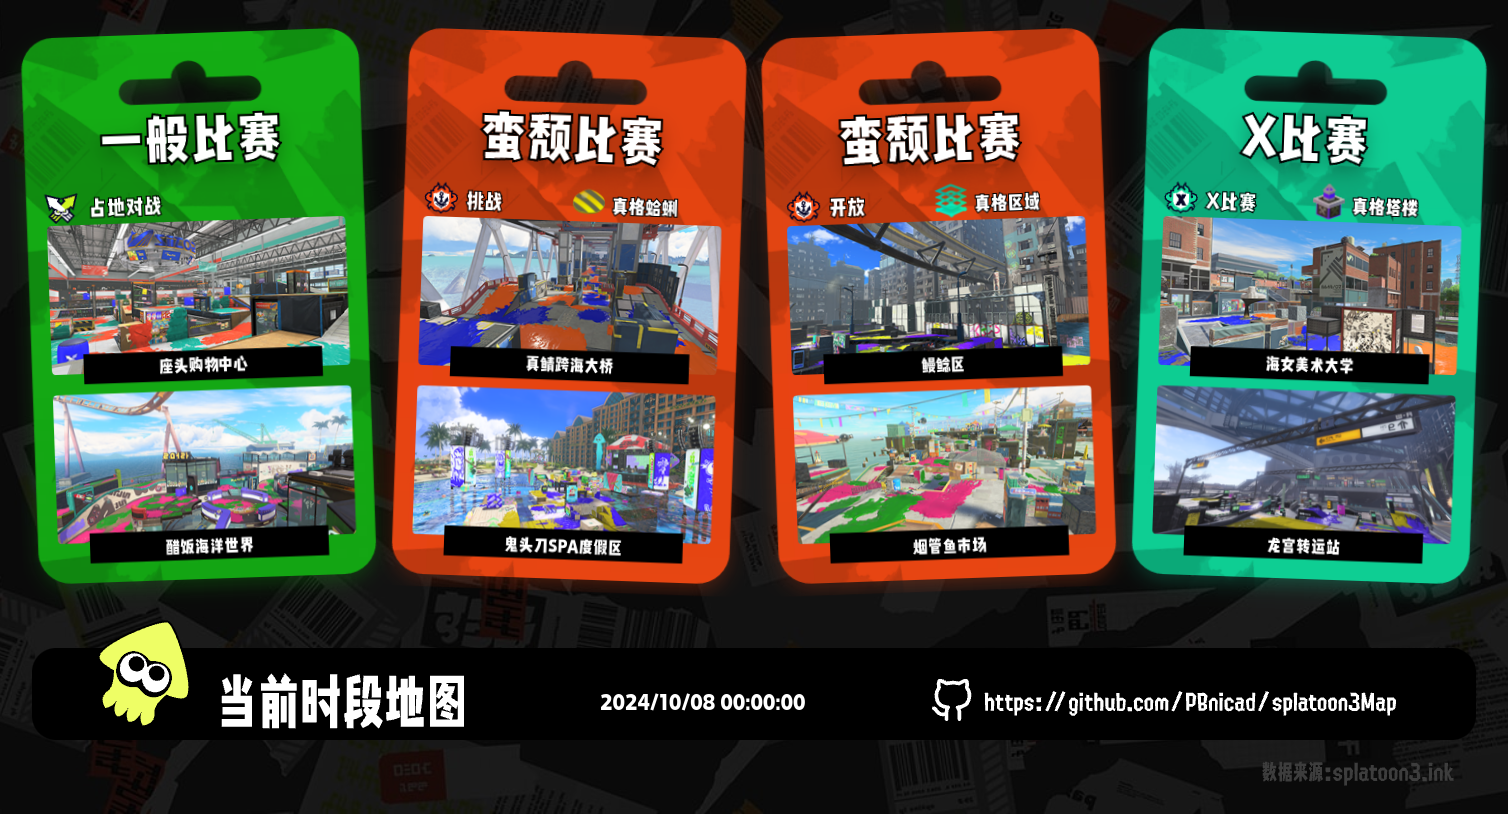 一般比赛
占地对战
座头购物中心
醋饭海洋世界
蛮颓比赛
挑战
真格蛤蜊
真鲭跨海大桥
鬼头刀SPA度假区
蛮颓比赛
开放
真格区域
鳗鲶区
烟管鱼市场
X比赛
X比赛
真格塔楼
海女美术大学
龙宫转运站
当前时段地图
2024/10/08 00:00:00
https://github.com/PBnicad/splatoon3Map
数据来源:splatoon3.ink